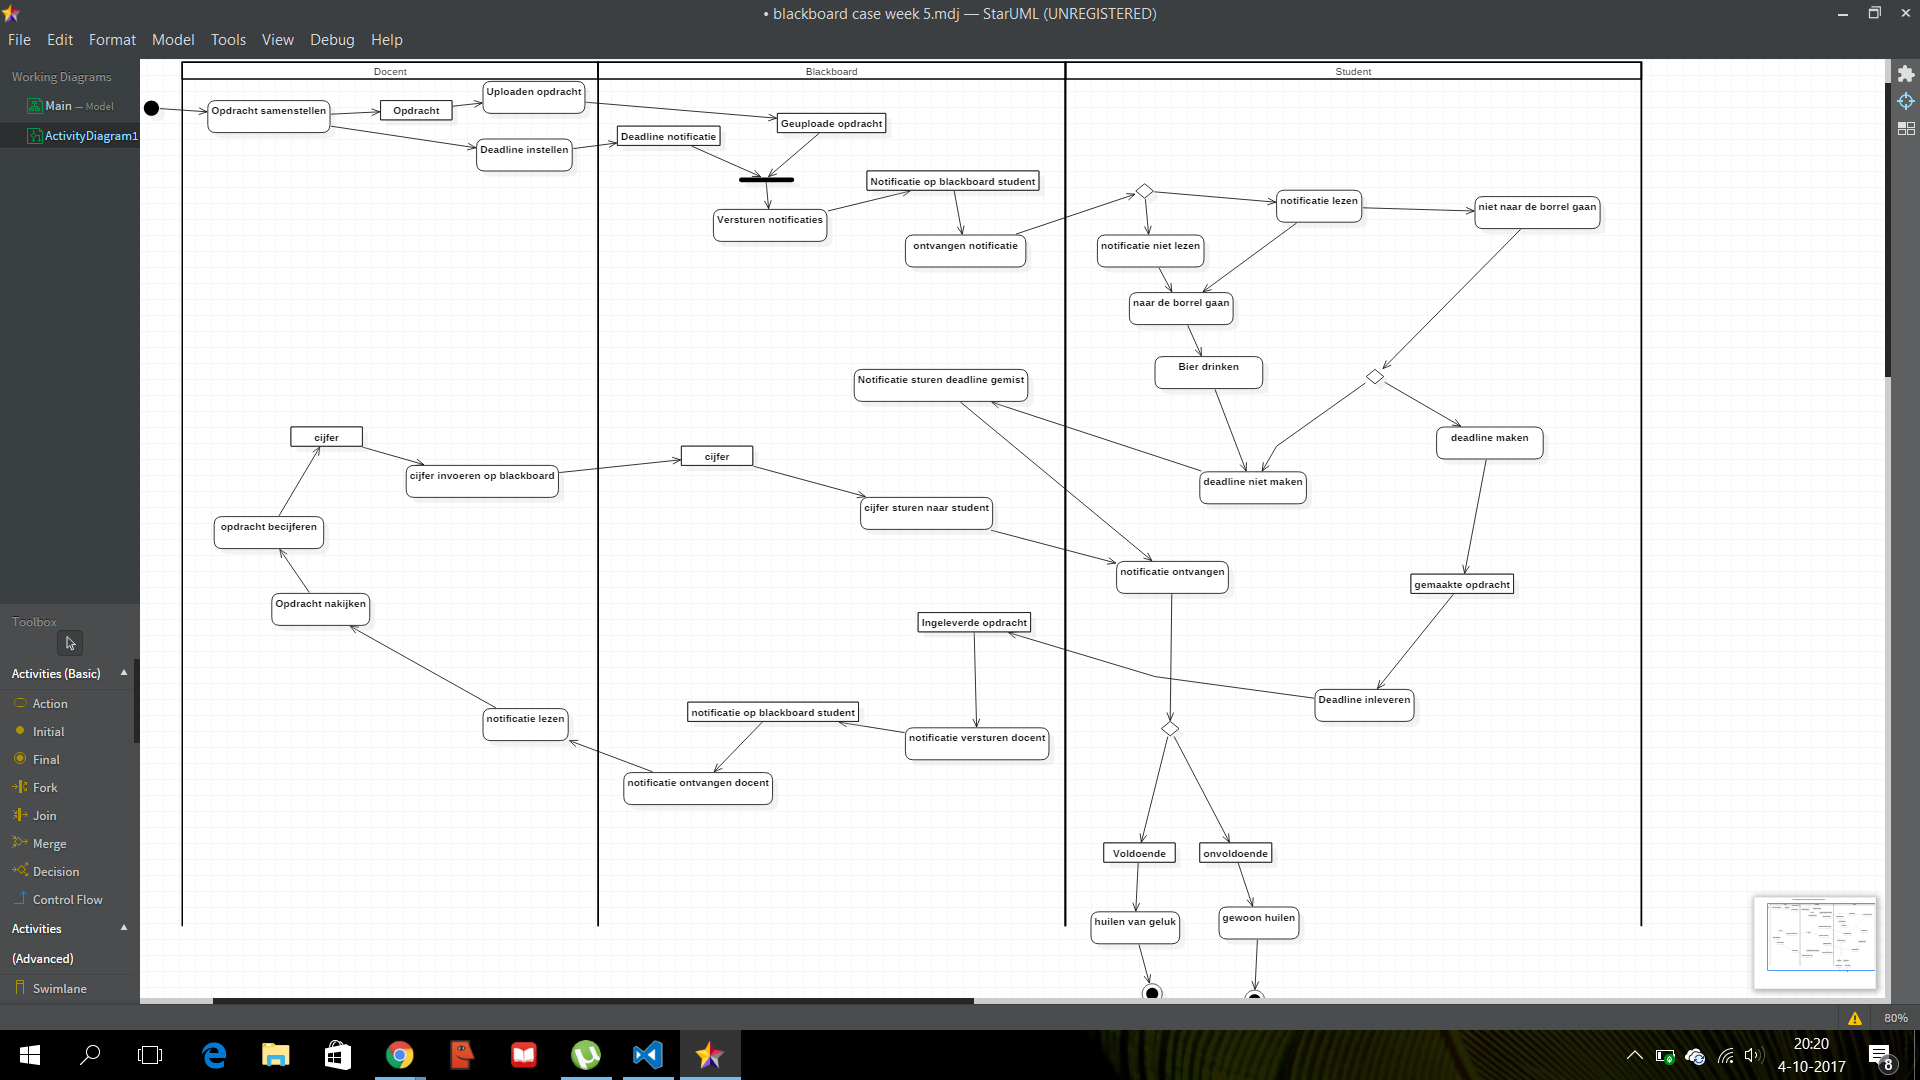 • blackboard case week 5.mdj — StarUML (UNREGISTERED)
File Edit Format Model Tools View Debug Help
Working Diagrams
Main — Model
ActivityDiagram1
Toolbox
Activities (Basic)
Action
Initial
Final
Fork
Join
Merge
Decision
Control Flow
Activities
(Advanced)
Swimlane
Docent
Blackboard
Student
Opdracht samenstellen
Opdracht
Uploaden opdracht
Deadline instellen
Deadline notificatie
Geuploade opdracht
Versturen notificaties
Notificatie op blackboard student
ontvangen notificatie
notificatie lezen
niet naar de borrel gaan
notificatie niet lezen
naar de borrel gaan
Bier drinken
Notificatie sturen deadline gemist
deadline maken
deadline niet maken
cijfer
cijfer invoeren op blackboard
cijfer
cijfer sturen naar student
opdracht becijferen
notificatie ontvangen
gemaakte opdracht
Opdracht nakijken
Ingeleverde opdracht
Deadline inleveren
notificatie lezen
notificatie op blackboard student
notificatie versturen docent
notificatie ontvangen docent
Voldoende
onvoldoende
huilen van geluk
gewoon huilen
80%
20:20
4-10-2017
8